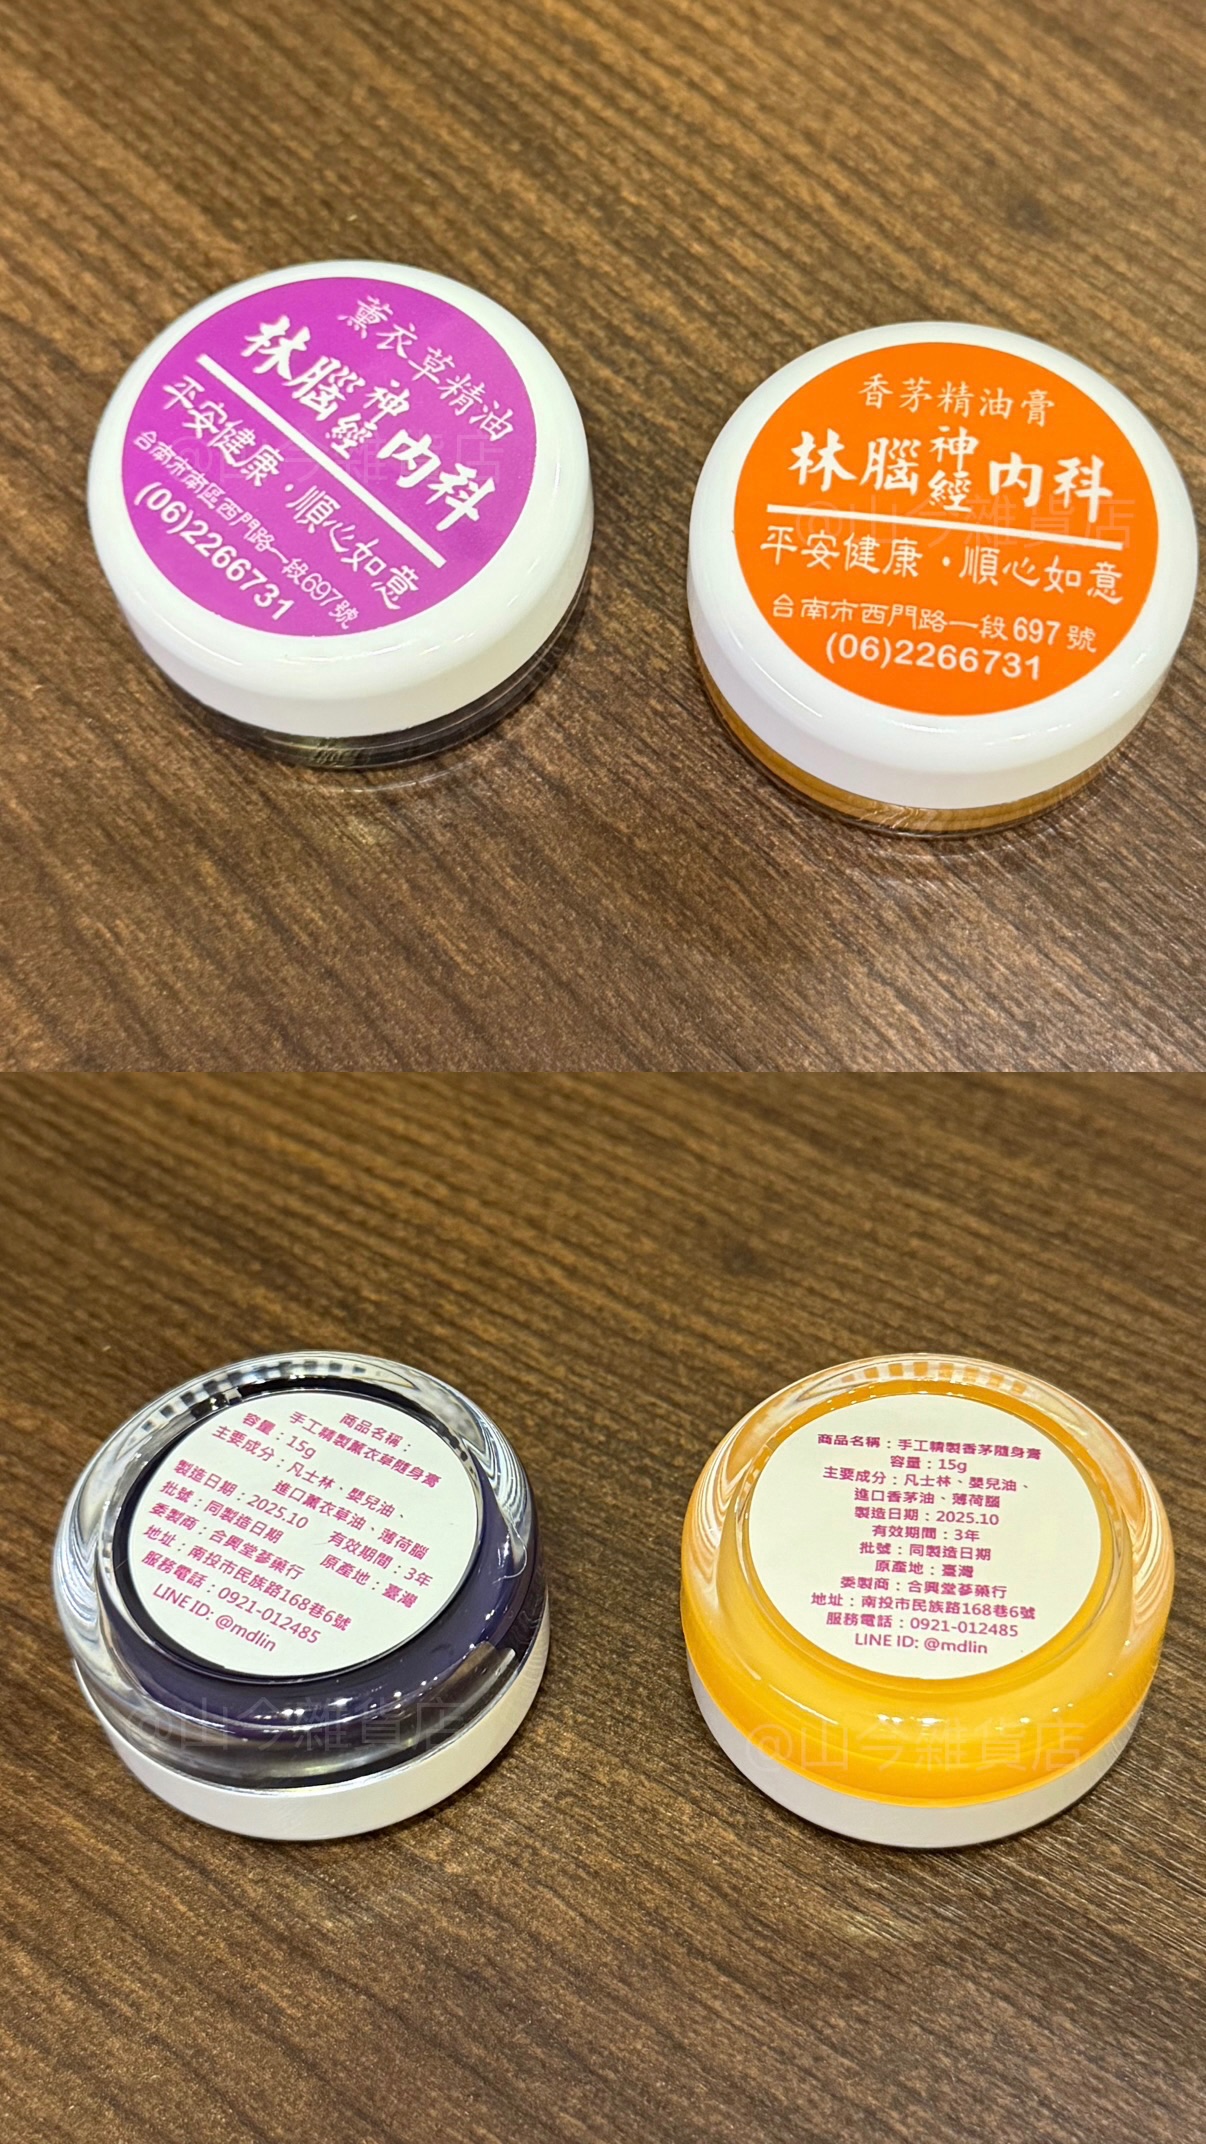 薰衣草精油
林腦神經內科
平安健康・順心如意
台南市南區西門路一段697號
(06)2266731
香茅精油膏
林腦神經內科
平安健康・順心如意
台南市西門路一段697號
(06)2266731
@山今雜貨店
@山今雜貨店
商品名稱：
手工精製薰衣草隨身膏
容量：15g
主要成分：凡士林、嬰兒油、
進口薰衣草油、薄荷腦
製造日期：2025.10 有效期間：3年
批號：同製造日期 原產地：臺灣
委製商：合興堂蔘藥行
地址：南投市民族路168巷6號
服務電話：0921-012485
LINE ID: @mdlin
商品名稱：手工精製香茅隨身膏
容量：15g
主要成分：凡士林、嬰兒油、
進口香茅油、薄荷腦
製造日期：2025.10
有效期間：3年
批號：同製造日期
原產地：臺灣
委製商：合興堂蔘藥行
地址：南投市民族路168巷6號
服務電話：0921-012485
LINE ID: @mdlin
@山今雜貨店
@山今雜貨店